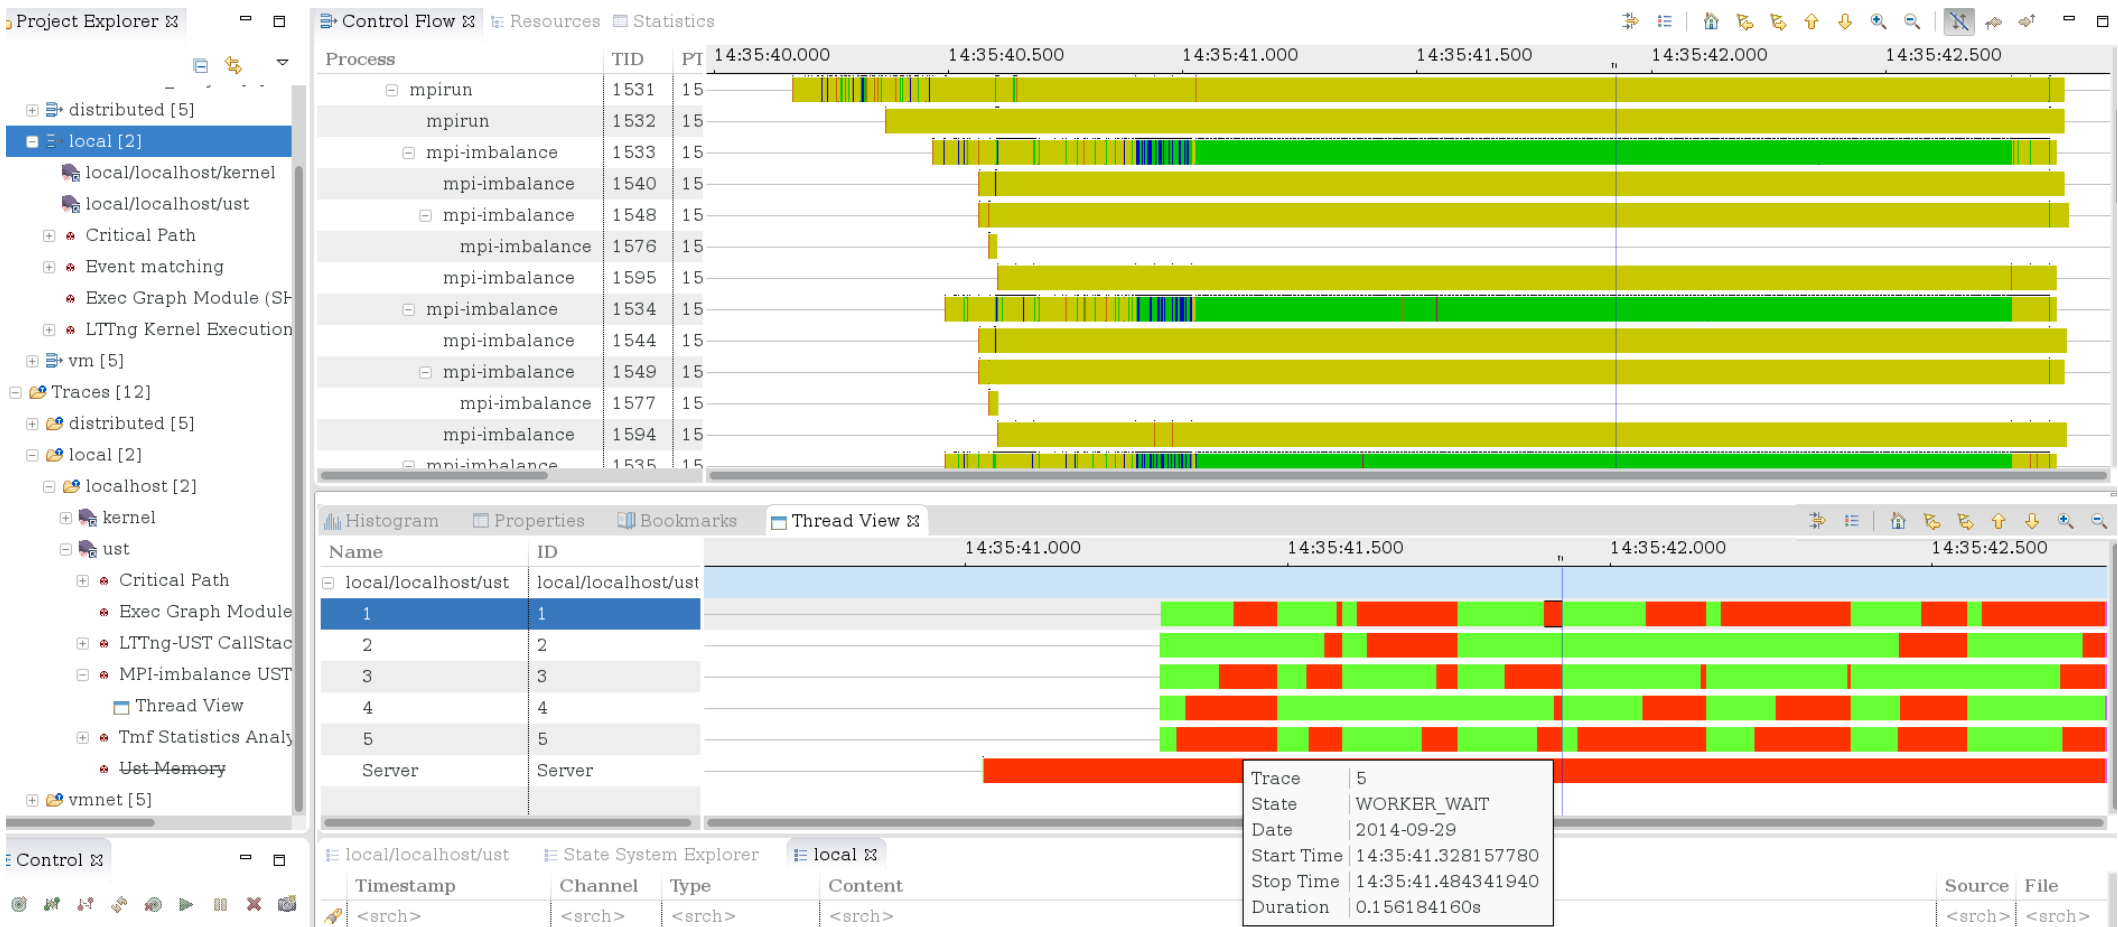 Project Explorer
distributed [5]
local [2]
local/localhost/kernel
local/localhost/ust
Critical Path
Event matching
Exec Graph Module (SH
LTTng Kernel Execution
vm [5]
Traces [12]
distributed [5]
local [2]
localhost [2]
kernel
ust
Critical Path
Exec Graph Module
LTTng-UST CallStac
MPI-imbalance UST
Thread View
Tmf Statistics Analy
Ust Memory
vmnet [5]
Control
Control Flow Resources Statistics
Process TID PT 14:35:40.000 14:35:40.500 14:35:41.000 14:35:41.500 14:35:42.000 14:35:42.500
mpirun 1531 15
mpirun 1532 15
mpi-imbalance 1533 15
mpi-imbalance 1540 15
mpi-imbalance 1548 15
mpi-imbalance 1576 15
mpi-imbalance 1595 15
mpi-imbalance 1534 15
mpi-imbalance 1544 15
mpi-imbalance 1549 15
mpi-imbalance 1577 15
mpi-imbalance 1594 15
mpi-imbalance 1535 15
Histogram Properties Bookmarks Thread View
Name ID 14:35:41.000 14:35:41.500 14:35:42.000 14:35:42.500
local/localhost/ust local/localhost/ust
1 1
2 2
3 3
4 4
5 5
Server Server
Trace 5
State WORKER_WAIT
Date 2014-09-29
Start Time 14:35:41.328157780
Stop Time 14:35:41.484341940
Duration 0.156184160s
local/localhost/ust State System Explorer local
Timestamp Channel Type Content Source File
<srch> <srch> <srch> <srch> <srch> <srch>